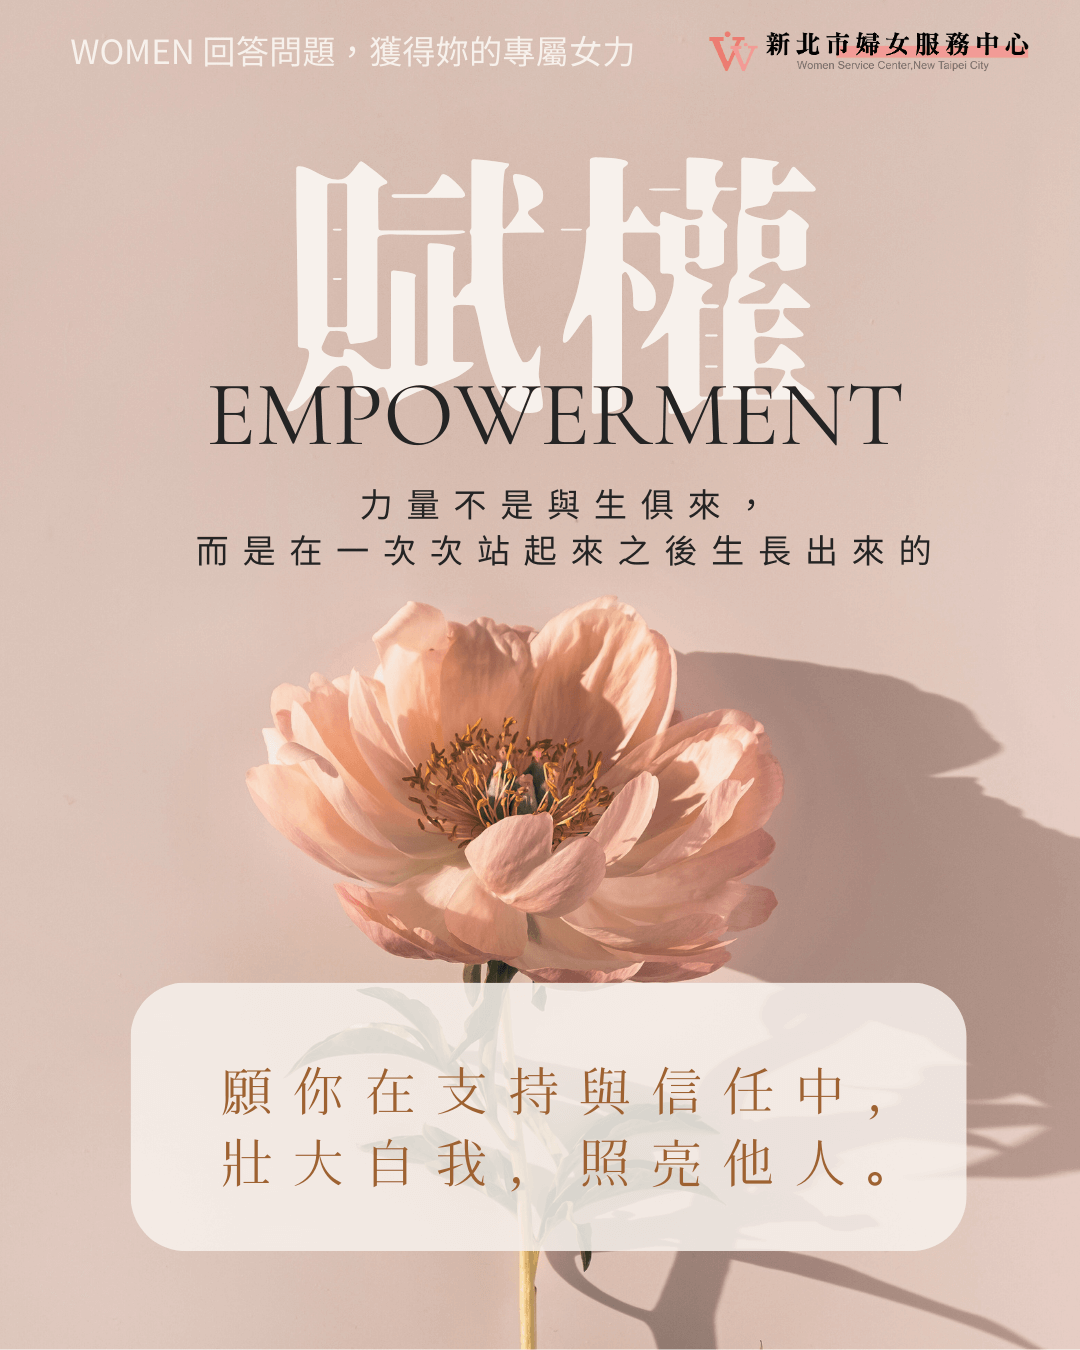 WOMEN 回答問題，獲得妳的專屬女力
新北市婦女服務中心
Women Service Center,New Taipei City
賦權
EMPOWERMENT
力量不是與生俱來，
而是在一次次站起來之後生長出來的
願你在支持與信任中,
壯大自我, 照亮他人。